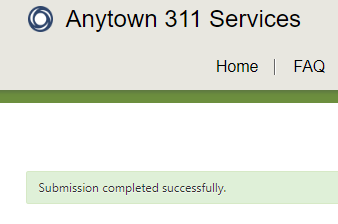 Anytown 311 Services
Home | FAQ
Submission completed successfully.